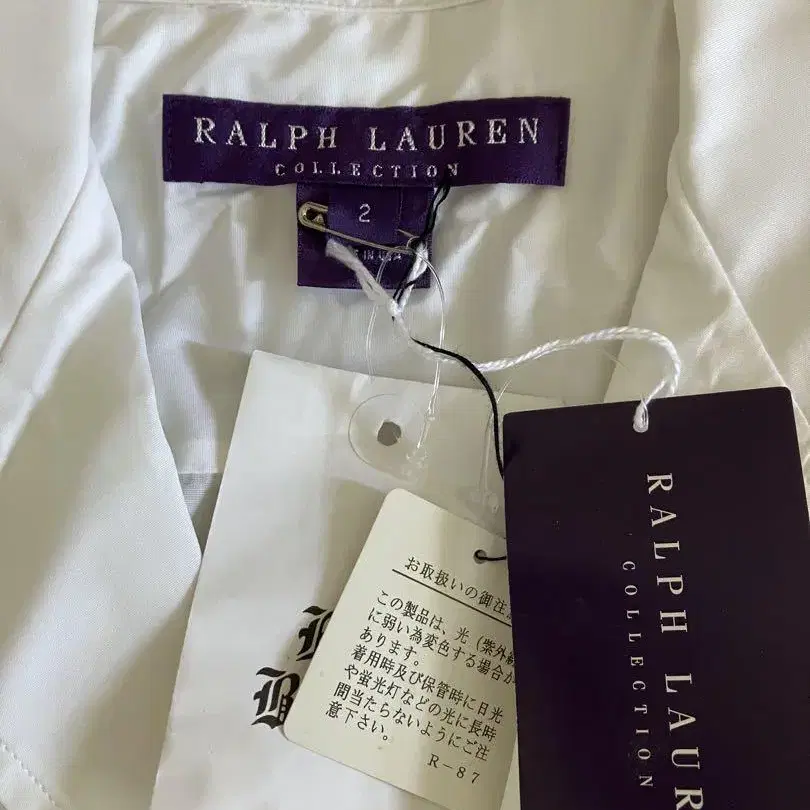 RALPH LAUREN
COLLECTION
2
IN USA
お取扱いの御注
この製品は、光（紫外
に弱い為変色する場合が
あります。
着用時及び保管時に日光
や蛍光灯などの光に長時
間当たらないようにご注
意下さい。
R-87
RALPH LAUR
COLLECTION